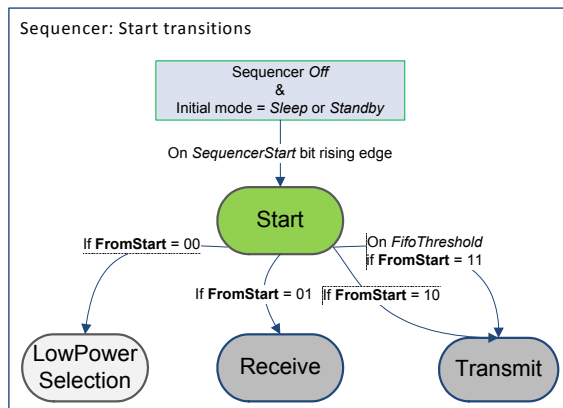 Sequencer: Start transitions
Sequencer Off
&
Initial mode = Sleep or Standby
On SequencerStart bit rising edge
Start
If FromStart = 00
On FifoThreshold
if FromStart = 11
If FromStart = 01
If FromStart = 10
LowPower
Selection
Receive
Transmit